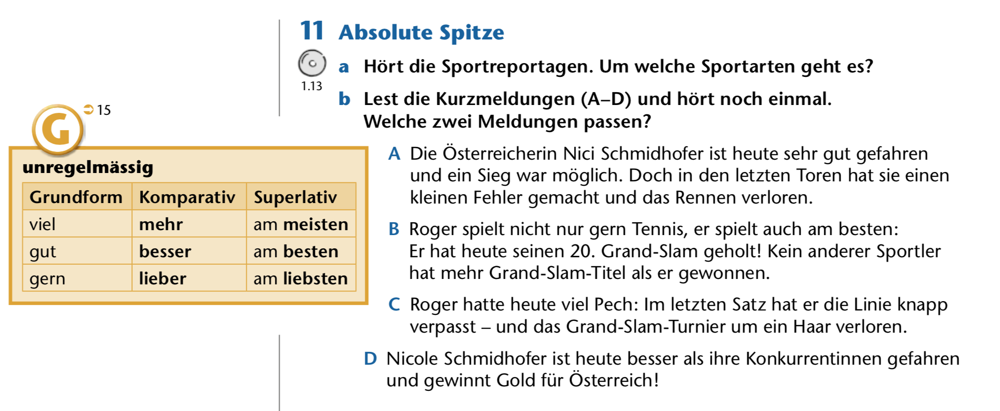 11 Absolute Spitze
1.13
a Hört die Sportreportagen. Um welche Sportarten geht es?
b Lest die Kurzmeldungen (A–D) und hört noch einmal.
Welche zwei Meldungen passen?
G
15
unregelmässig
Grundform Komparativ Superlativ
viel mehr am meisten
gut besser am besten
gern lieber am liebsten
A Die Österreicherin Nici Schmidhofer ist heute sehr gut gefahren
und ein Sieg war möglich. Doch in den letzten Toren hat sie einen
kleinen Fehler gemacht und das Rennen verloren.
B Roger spielt nicht nur gern Tennis, er spielt auch am besten:
Er hat heute seinen 20. Grand-Slam geholt! Kein anderer Sportler
hat mehr Grand-Slam-Titel als er gewonnen.
C Roger hatte heute viel Pech: Im letzten Satz hat er die Linie knapp
verpasst – und das Grand-Slam-Turnier um ein Haar verloren.
D Nicole Schmidhofer ist heute besser als ihre Konkurrentinnen gefahren
und gewinnt Gold für Österreich!